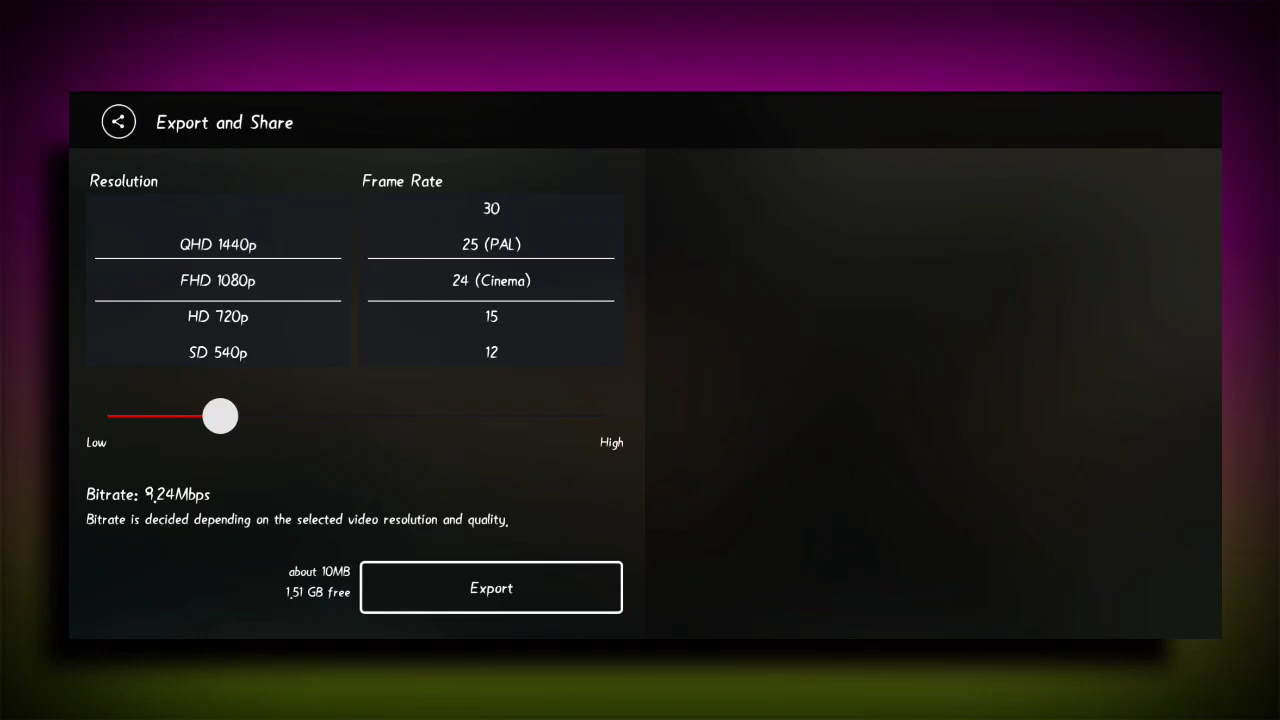 Export and Share
Resolution
Frame Rate
30
QHD 1440p
25 (PAL)
FHD 1080p
24 (Cinema)
HD 720p
15
SD 540p
12
Low
High
Bitrate: 9.24Mbps
Bitrate is decided depending on the selected video resolution and quality.
about 10MB
1.51 GB free
Export